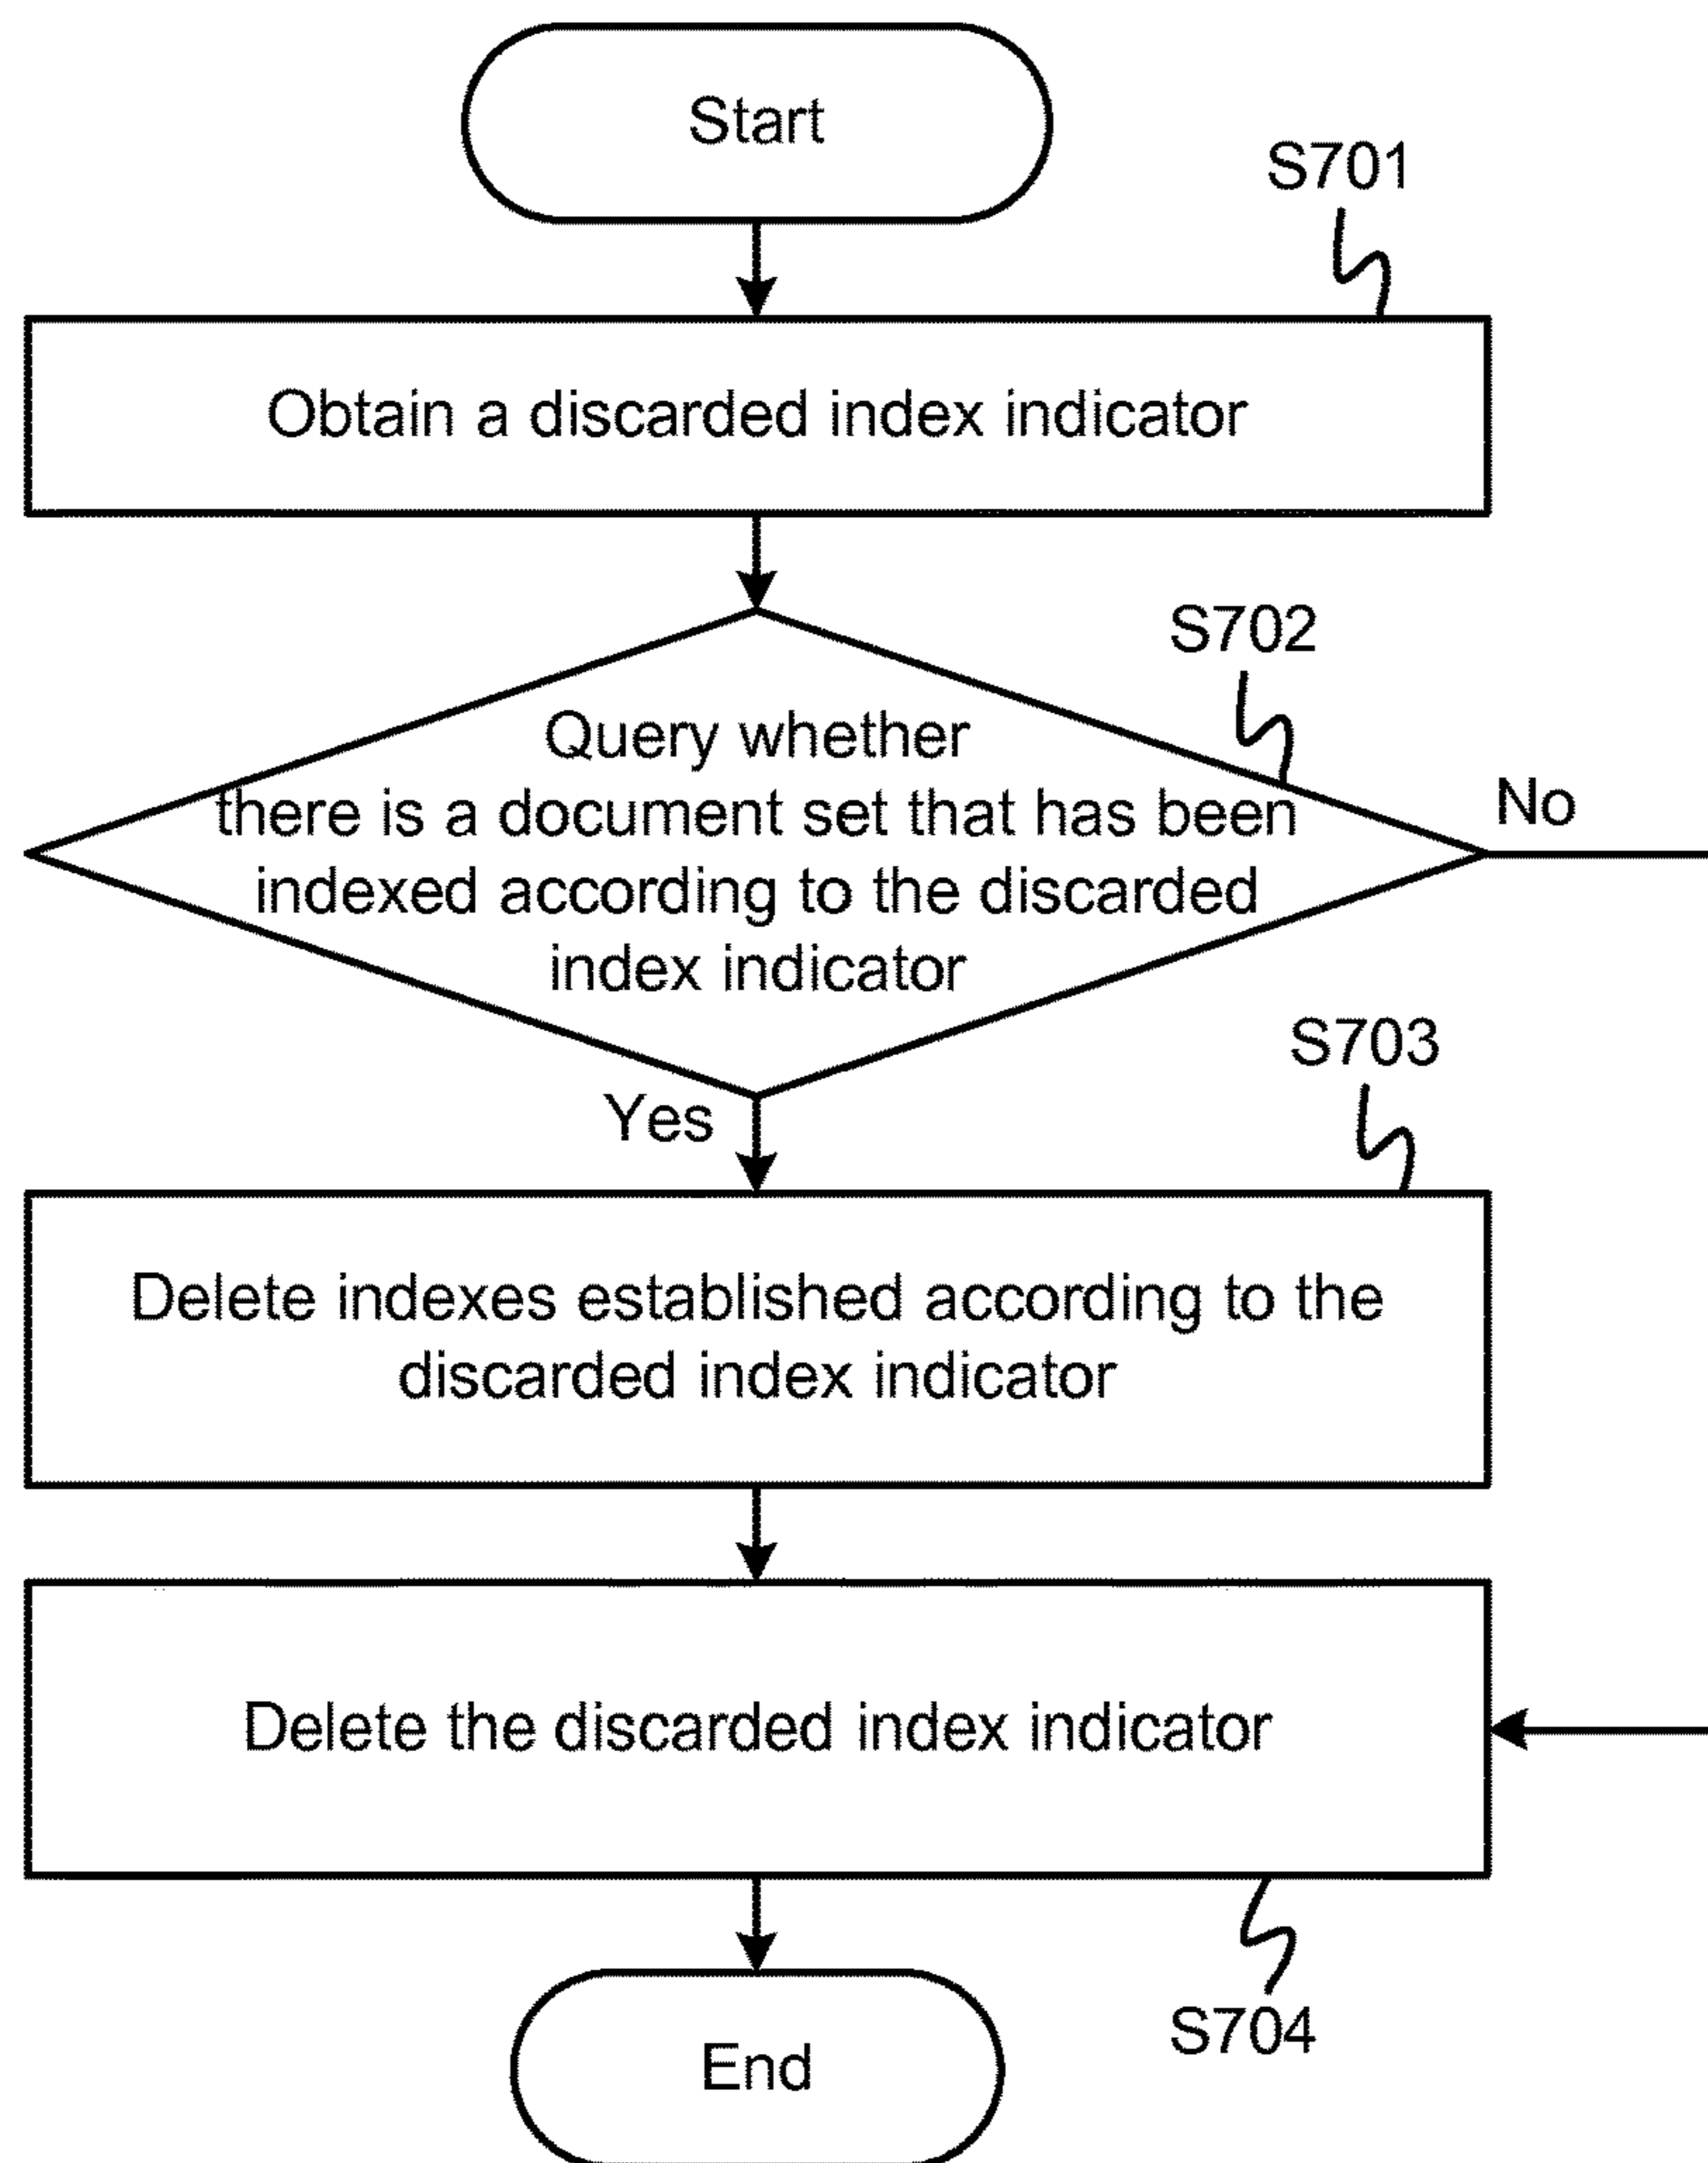 Start
S701
Obtain a discarded index indicator
S702
Query whether
there is a document set that has been
indexed according to the discarded
index indicator
No
Yes
S703
Delete indexes established according to the
discarded index indicator
Delete the discarded index indicator
S704
End